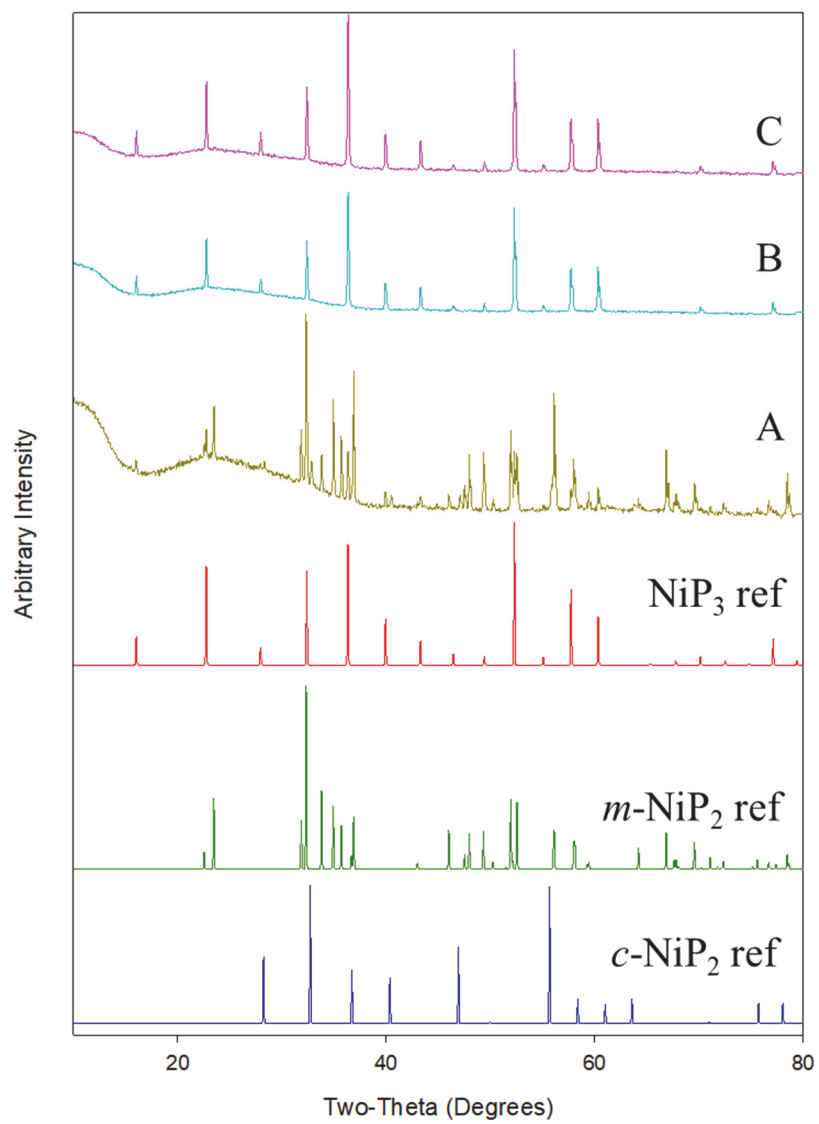 C
B
A
NiP₃ ref
m-NiP₂ ref
c-NiP₂ ref
Arbitrary Intensity
20 40 60 80
Two-Theta (Degrees)